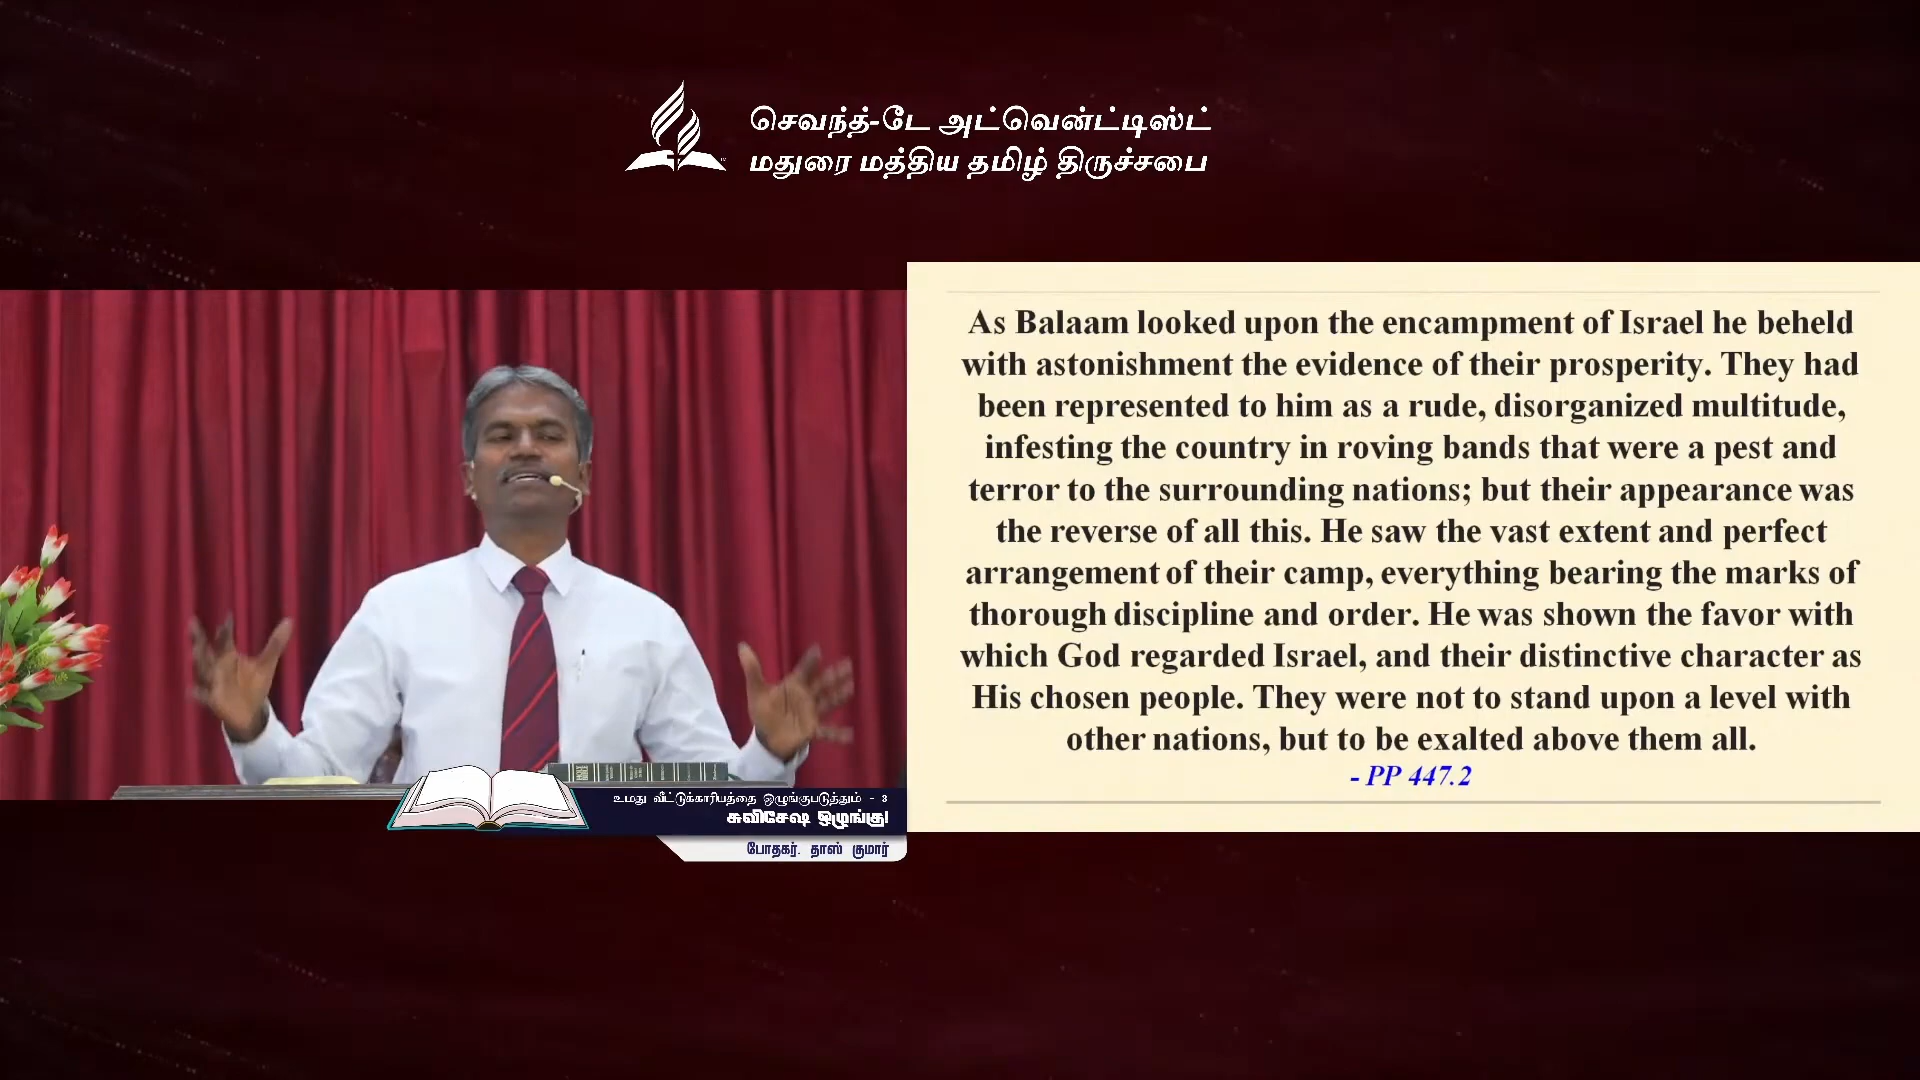 செவந்த்-டே அட்வென்ட்டிஸ்ட்
மதுரை மத்திய தமிழ் திருச்சபை
As Balaam looked upon the encampment of Israel he beheld
with astonishment the evidence of their prosperity. They had
been represented to him as a rude, disorganized multitude,
infesting the country in roving bands that were a pest and
terror to the surrounding nations; but their appearance was
the reverse of all this. He saw the vast extent and perfect
arrangement of their camp, everything bearing the marks of
thorough discipline and order. He was shown the favor with
which God regarded Israel, and their distinctive character as
His chosen people. They were not to stand upon a level with
other nations, but to be exalted above them all.
- PP 447.2
உமது வீட்டுக்காரியத்தை ஒழுங்குபடுத்தும் - 3
சுவிசேஷ ஒழுங்கு!
போதகர். தாஸ் குமார்